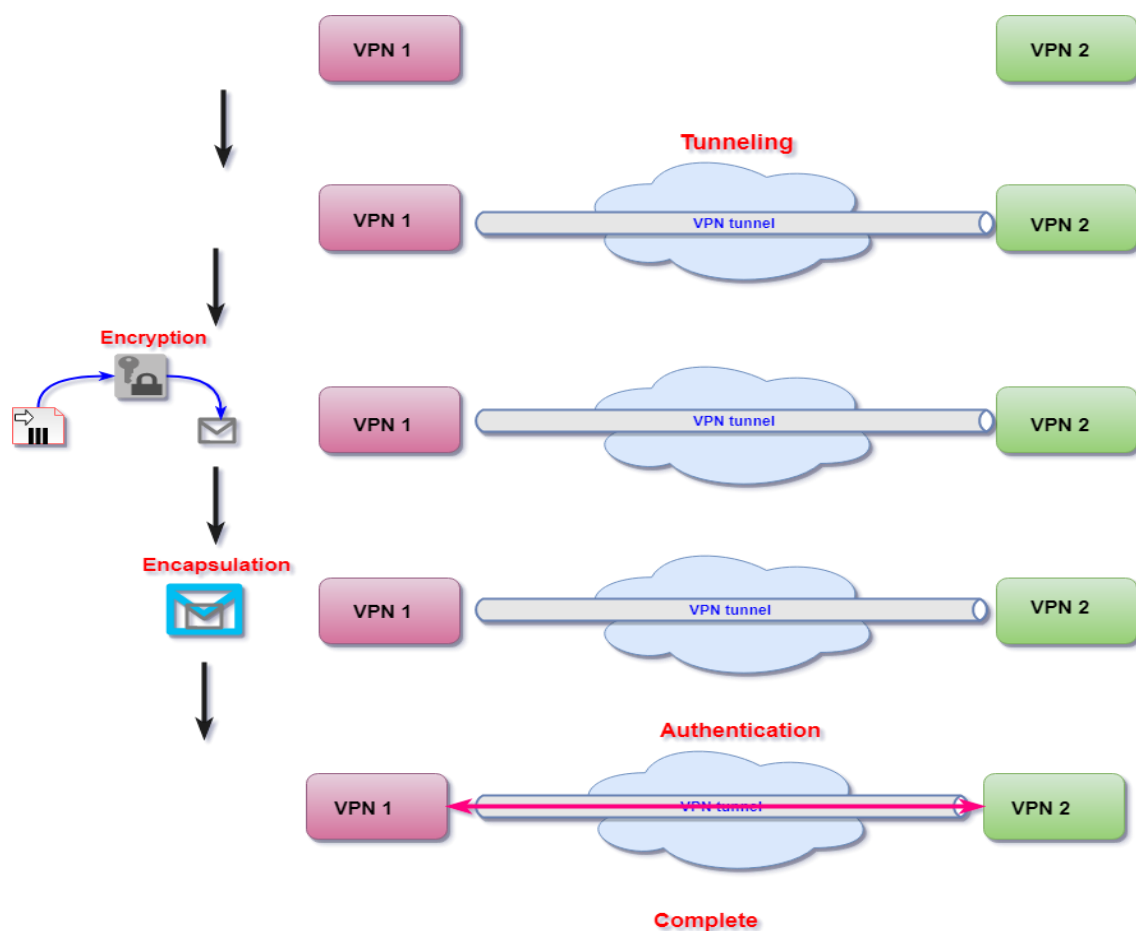 VPN 1
VPN 2
Tunneling
VPN 1
VPN tunnel
VPN 2
Encryption
VPN 1
VPN tunnel
VPN 2
Encapsulation
VPN 1
VPN tunnel
VPN 2
Authentication
VPN 1
VPN tunnel
VPN 2
Complete